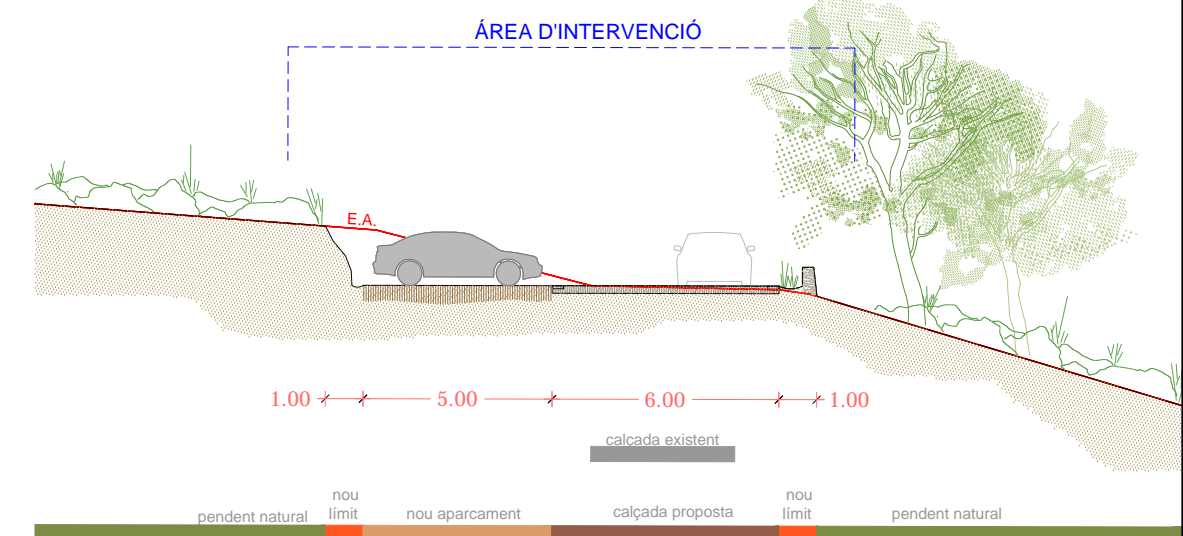 ÁREA D'INTERVENCIÓ
E.A.
1.00 5.00 6.00 1.00
calçada existent
pendent natural
nou
límit
nou aparcament
calçada proposta
nou
límit
pendent natural